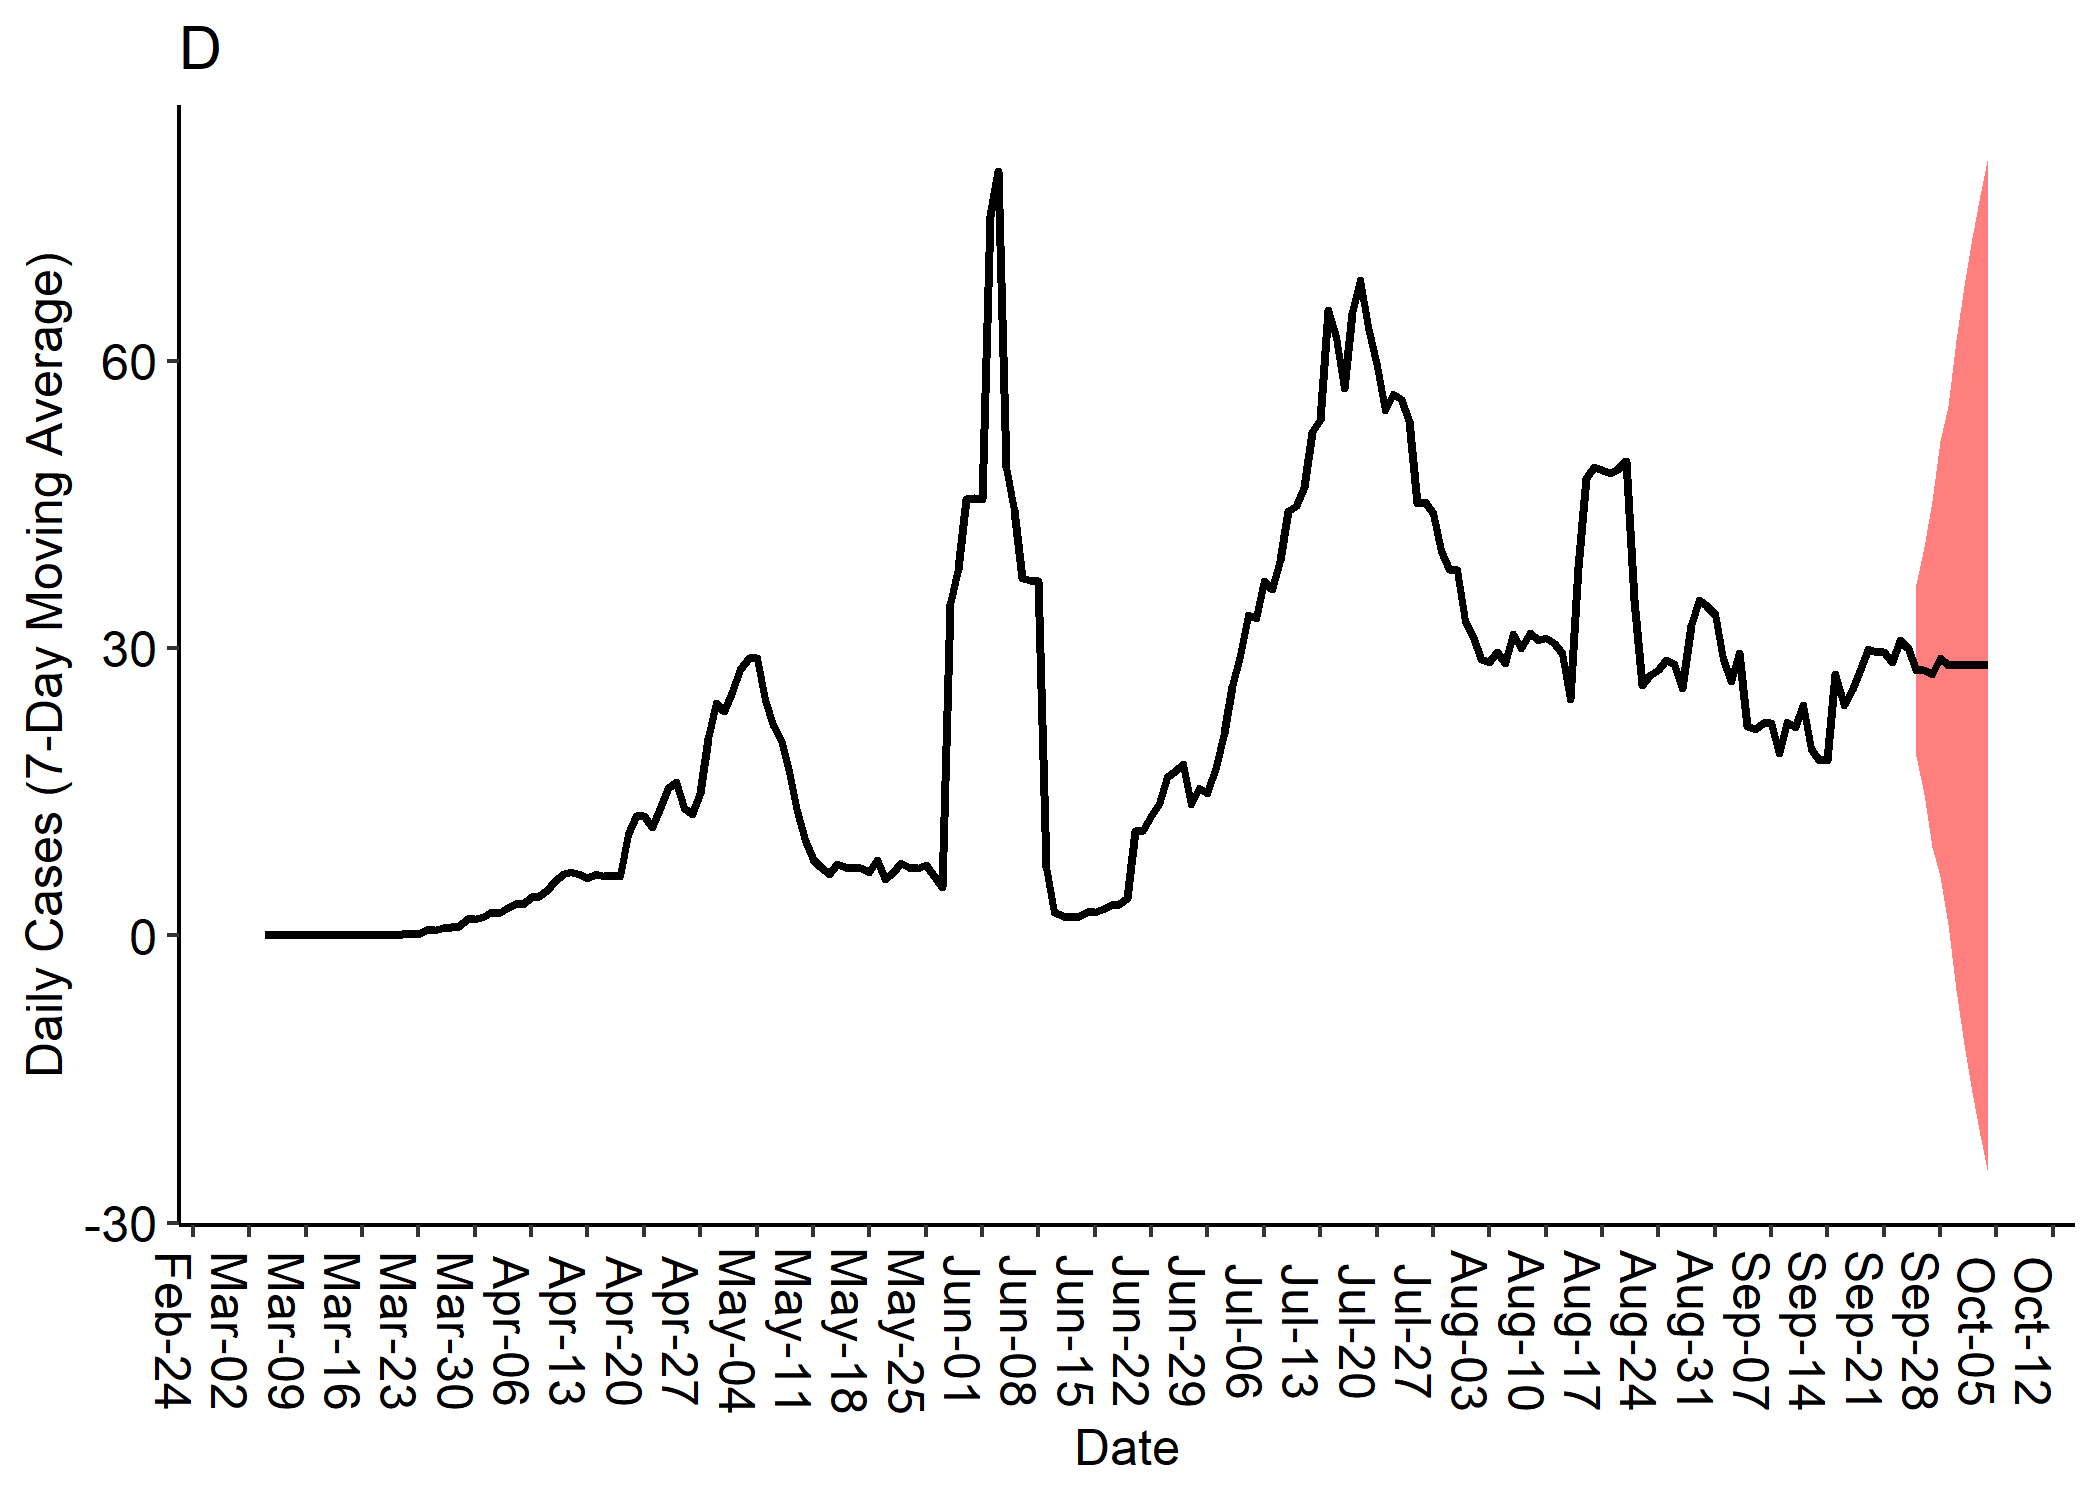 D
Daily Cases (7-Day Moving Average)
60
30
0
-30
Feb-24
Mar-02
Mar-09
Mar-16
Mar-23
Mar-30
Apr-06
Apr-13
Apr-20
Apr-27
May-04
May-11
May-18
May-25
Jun-01
Jun-08
Jun-15
Jun-22
Jun-29
Jul-06
Jul-13
Jul-20
Jul-27
Aug-03
Aug-10
Aug-17
Aug-24
Aug-31
Sep-07
Sep-14
Sep-21
Sep-28
Oct-05
Oct-12
Date